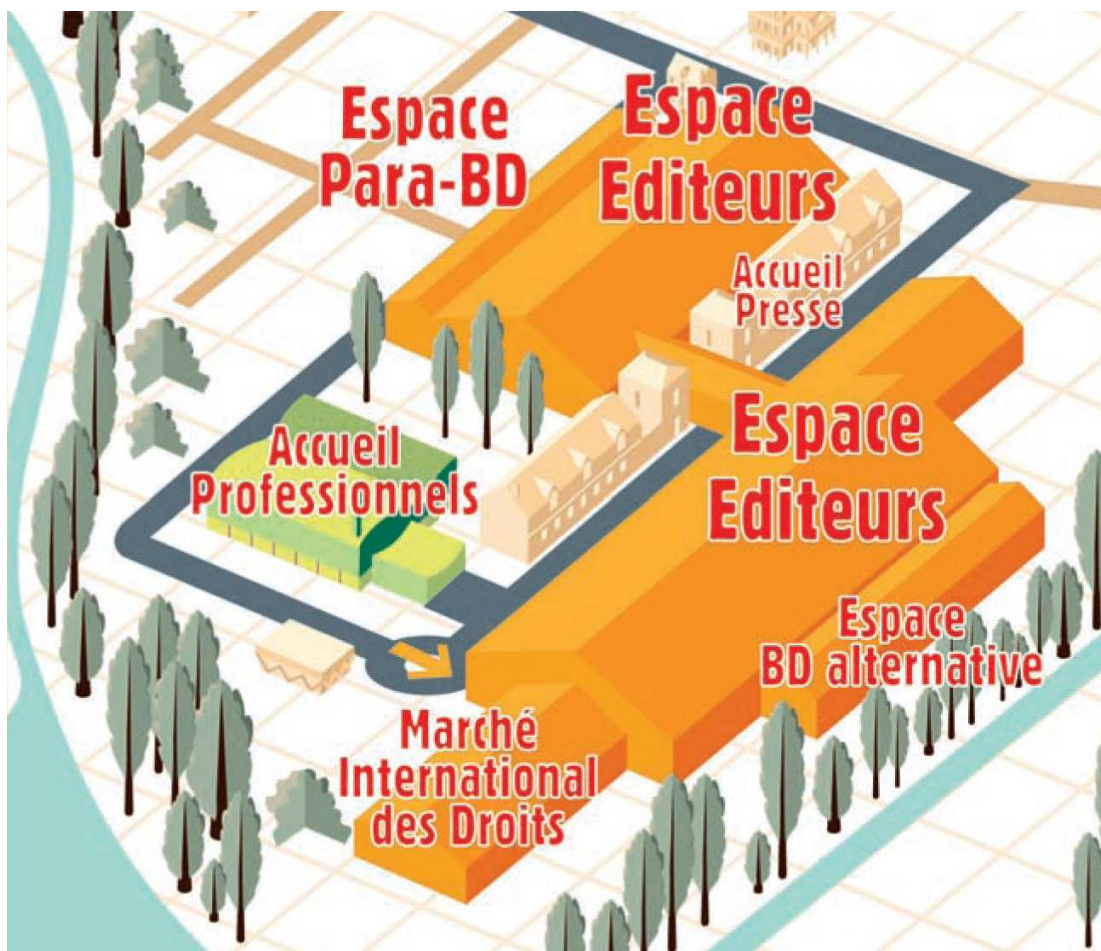 Espace
Para-BD
Espace
Editeurs
Accueil
Presse
Espace
Editeurs
Accueil
Professionnels
Espace
BD alternative
Marché
International
des Droits